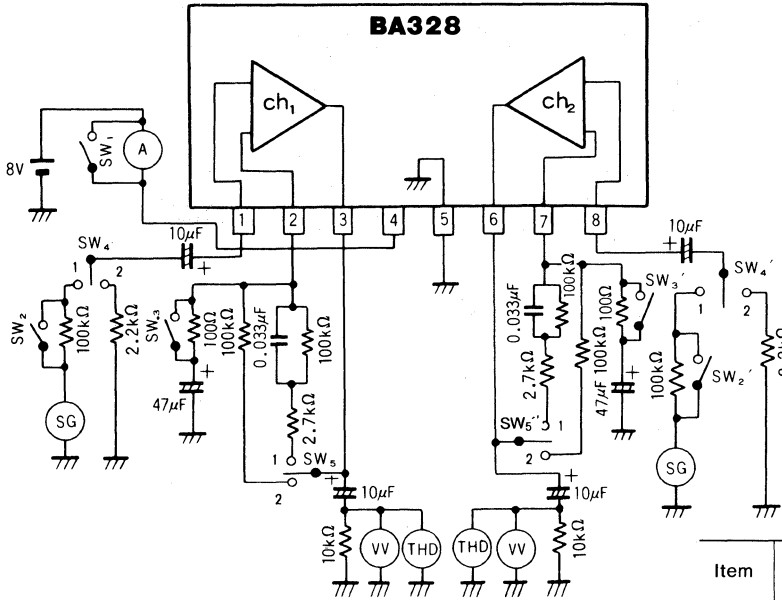 BA328
ch₁
ch₂
A
SW₁
8V
1
2
3
4
5
6
7
8
10μF
+
10μF
+
SW₄
1
2
SW₂
100kΩ
2.2kΩ
SG
SW₃
100Ω
100kΩ
0.033μF
100kΩ
+
47μF
2.7kΩ
1
SW₅
2
+
10μF
10kΩ
VV
THD
0.033μF
100kΩ
2.7kΩ
100kΩ
100Ω
SW₃'
+
47μF
SW₅'
1
2
+
10μF
THD
VV
10kΩ
SW₄'
1
2
100kΩ
SW₂'
SG
Item